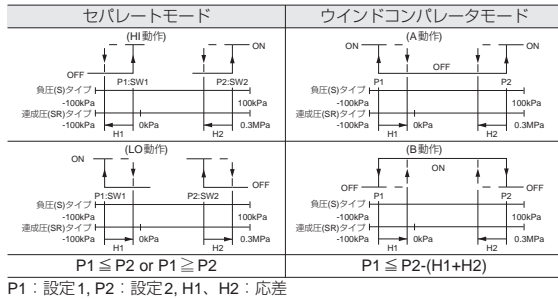 セパレートモード
ウインドコンパレータモード
(HI動作)
ON
OFF
P1:SW1
P2:SW2
負圧(S)タイプ
-100kPa
100kPa
連成圧(SR)タイプ
-100kPa
0kPa
0.3MPa
H1
H2
(A動作)
ON
ON
OFF
P1
P2
負圧(S)タイプ
-100kPa
100kPa
連成圧(SR)タイプ
-100kPa
0kPa
0.3MPa
H1
H2
(LO動作)
ON
OFF
P1:SW1
P2:SW2
負圧(S)タイプ
-100kPa
100kPa
連成圧(SR)タイプ
-100kPa
0kPa
0.3MPa
H1
H2
(B動作)
ON
OFF
OFF
P1
P2
負圧(S)タイプ
-100kPa
100kPa
連成圧(SR)タイプ
-100kPa
0kPa
0.3MPa
H1
H2
P1≦P2 or P1≧P2
P1≦P2-(H1+H2)
P1：設定1, P2：設定2, H1、H2：応差